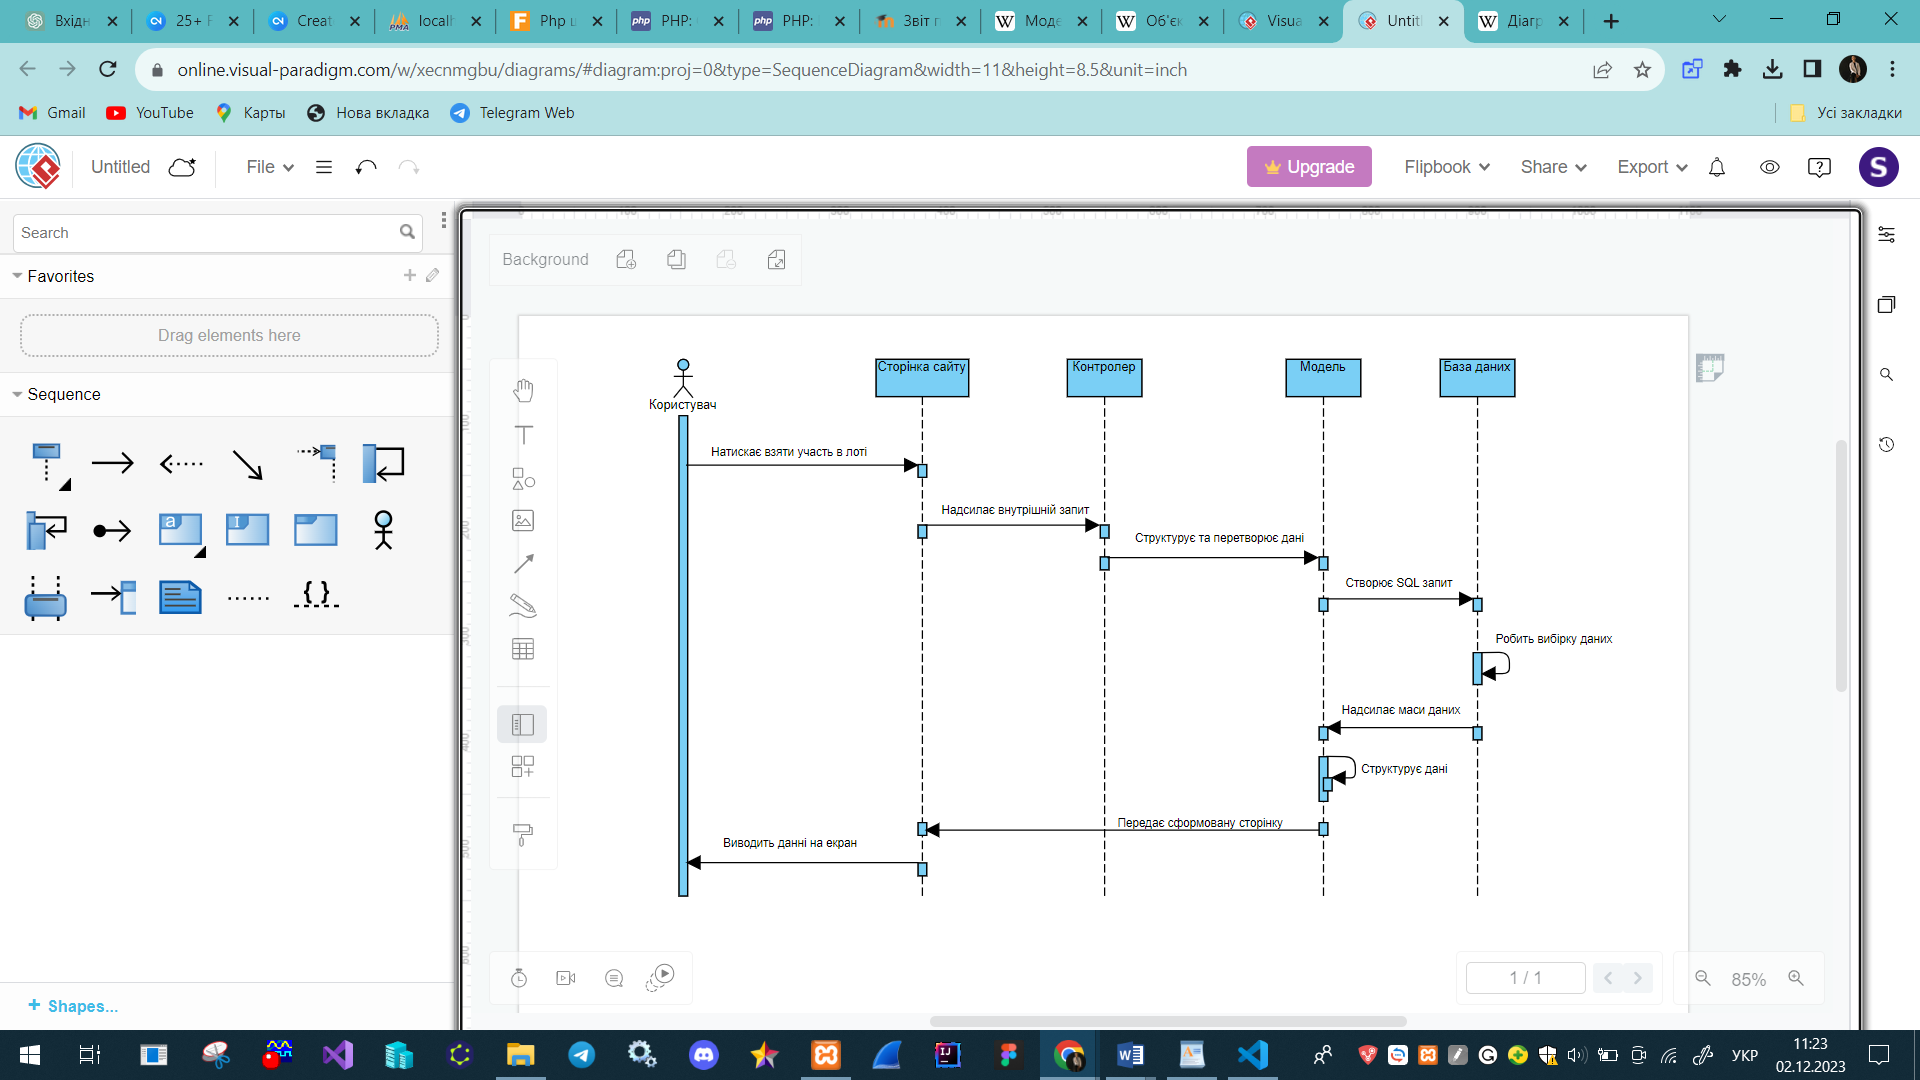 Вхідн
25+ F
Creat
localh
Php u
PHP:
PHP:
Звіт п
Моде
Об'єк
Visua
Untit
Діагр
online.visual-paradigm.com/w/xecnmgbu/diagrams/#diagram:proj=0&type=SequenceDiagram&width=11&height=8.5&unit=inch
Gmail YouTube Карты Нова вкладка Telegram Web Усі закладки
Untitled File Upgrade Flipbook Share Export S
Search
Favorites
Drag elements here
Sequence
Background
Користувач
Сторінка сайту
Контролер
Модель
База даних
Натискає взяти участь в лоті
Надсилає внутрішній запит
Структурує та перетворює дані
Створює SQL запит
Робить вибірку даних
Надсилає маси даних
Структурує дані
Передає сформовану сторінку
Виводить данні на екран
1 / 1
85%
+ Shapes...
УКР
11:23
02.12.2023